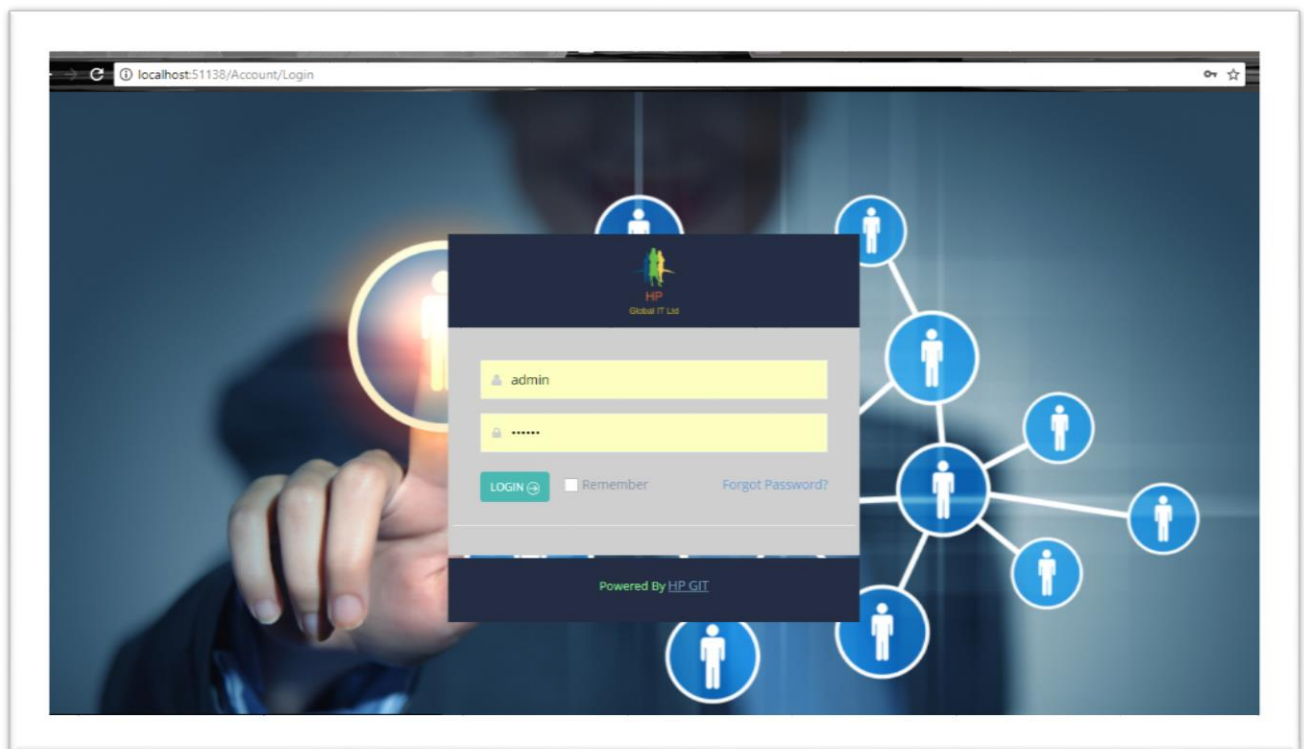 localhost:51138/Account/Login
HP
Global IT Ltd
admin
••••••
LOGIN
Remember
Forgot Password?
Powered By HP GIT